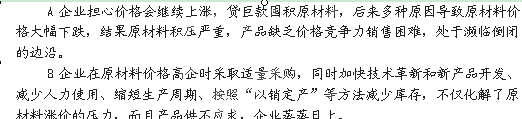 A 企业担心价格会继续上涨，贷巨款囤积原材料，后来多种原因导致原材料价
格大幅下跌，结果原材料积压严重，产品缺乏价格竞争力销售困难，处于濒临倒闭
的边沿。
B 企业在原材料价格高企时采取适量采购，同时加快技术革新和新产品开发、
减少人力使用、缩短生产周期、按照“以销定产”等方法减少库存，不仅化解了原
材料涨价的压力，而且产品供不应求，企业蒸蒸日上。